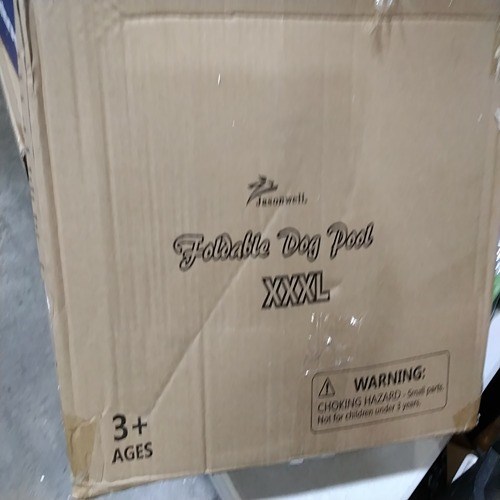 Jasonwell
Foldable Dog Pool
XXXL
WARNING:
CHOKING HAZARD - Small parts.
Not for children under 3 years.
3+
AGES